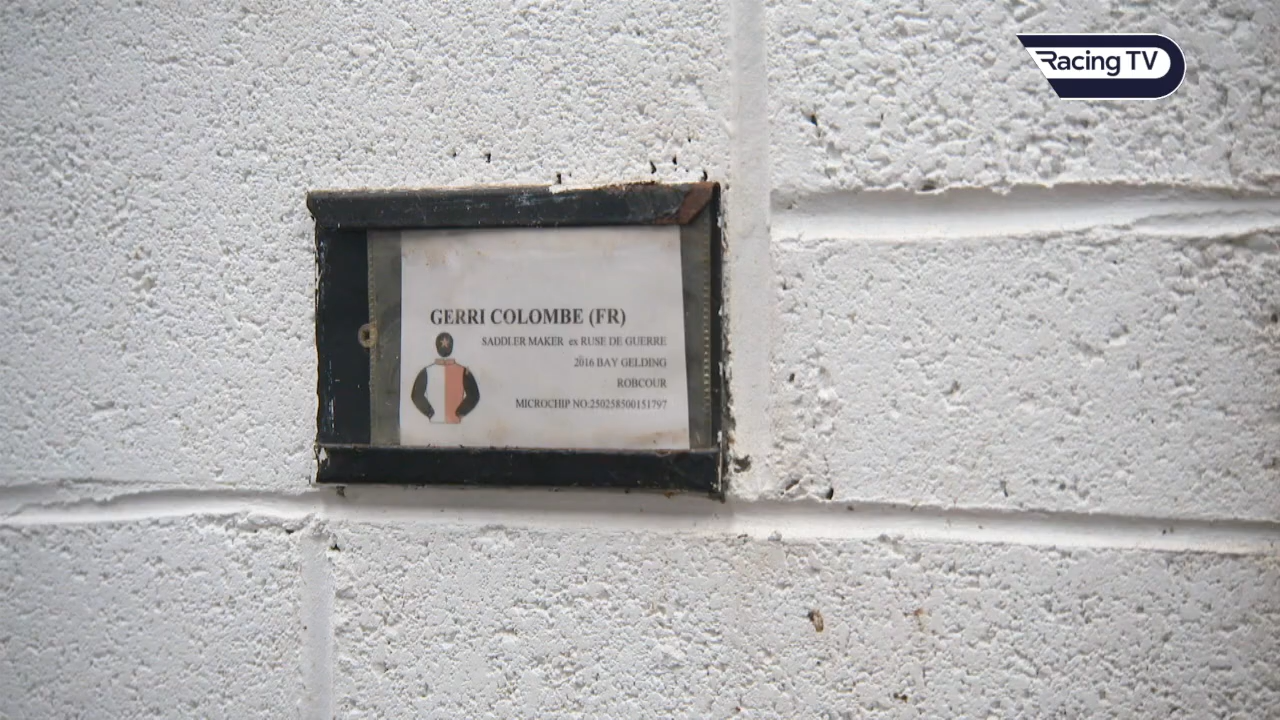 Racing TV
GERRI COLOMBE (FR)
SADDLER MAKER ex RUSE DE GUERRE
2016 BAY GELDING
ROBCOUR
MICROCHIP NO:250258500151797